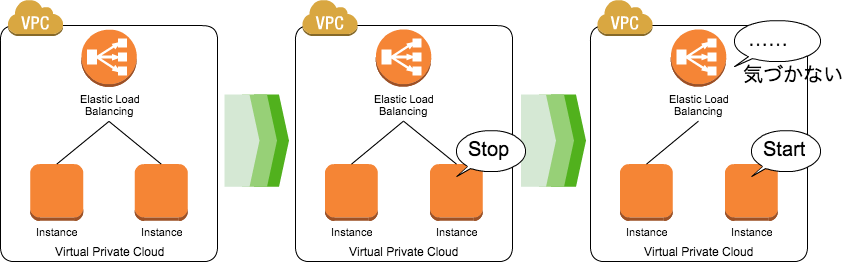 VPC
Elastic Load
Balancing
Instance
Instance
Virtual Private Cloud
VPC
Elastic Load
Balancing
Stop
Instance
Instance
Virtual Private Cloud
VPC
……
気づかない
Elastic Load
Balancing
Start
Instance
Instance
Virtual Private Cloud